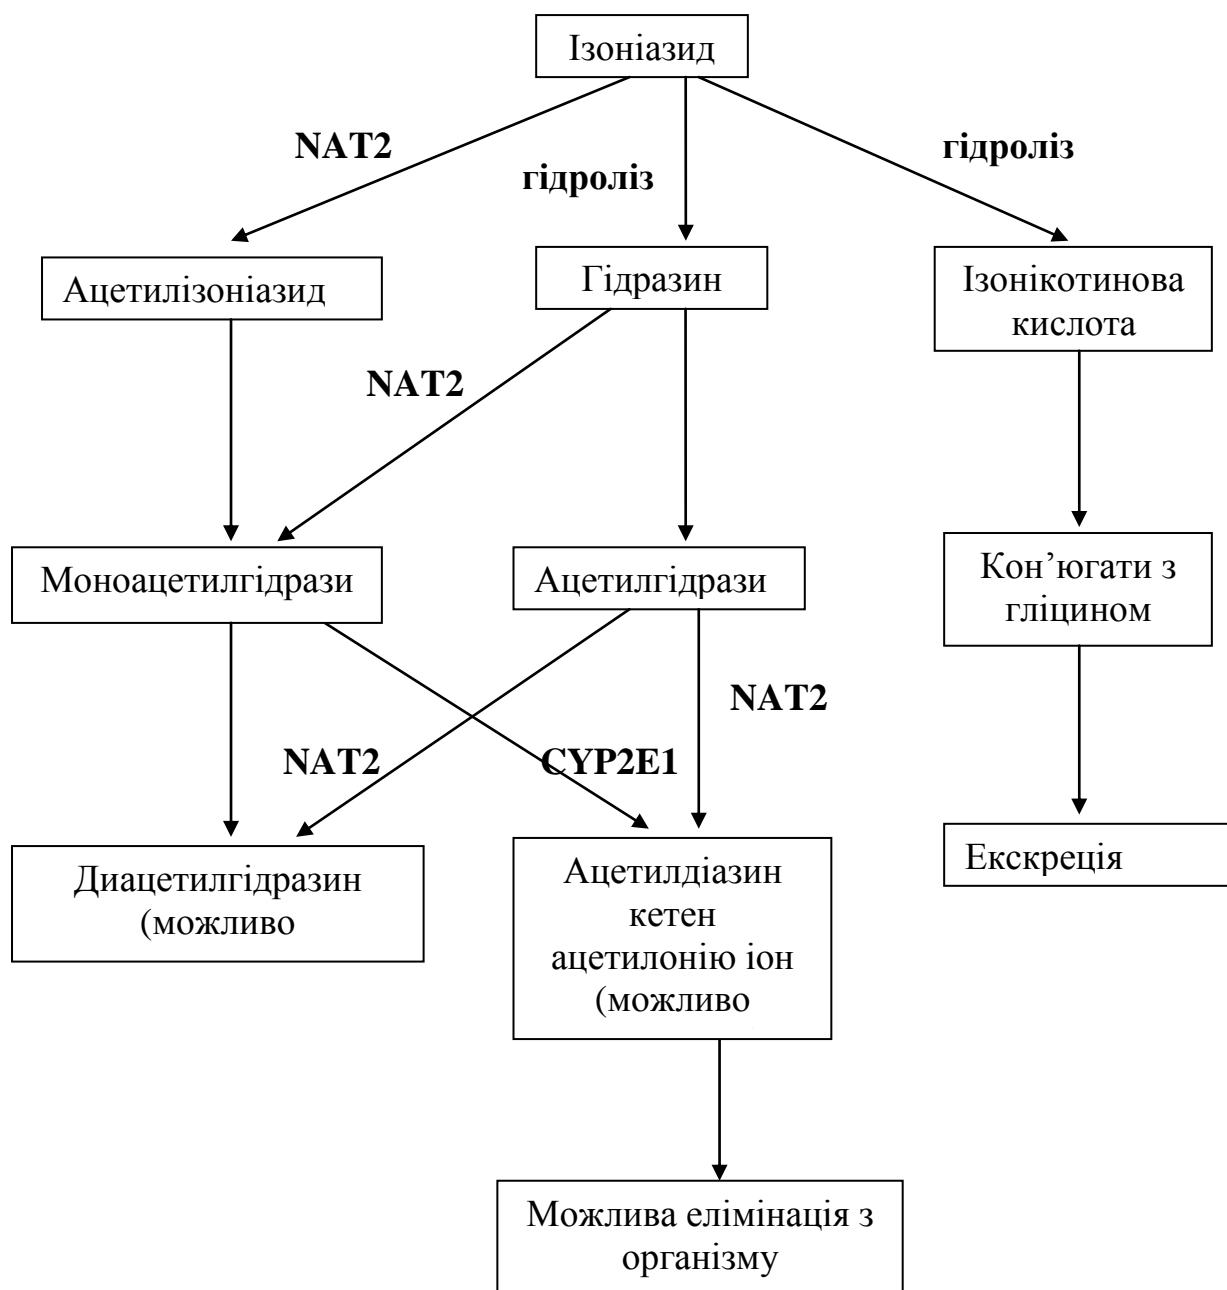 Ізоніазид
NAT2
гідроліз
гідроліз
Ацетилізоніазид
Гідразин
Ізонікотинова
кислота
NAT2
Моноацетилгідрази
Ацетилгідрази
Кон’югати з
гліцином
NAT2
NAT2
CYP2E1
Диацетилгідразин
(можливо
Ацетилдіазин
кетен
ацетилонію іон
(можливо
Екскреція
Можлива елімінація з
організму